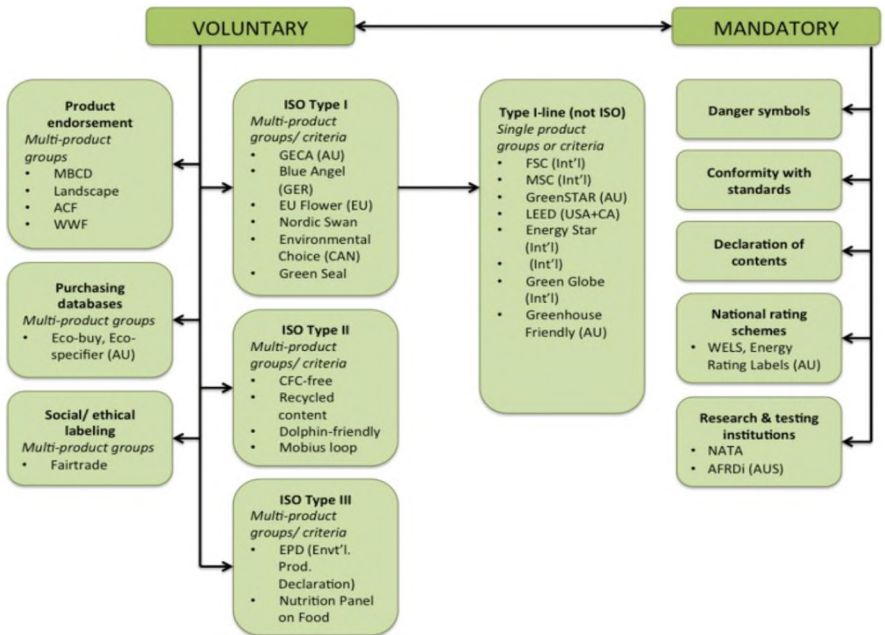 VOLUNTARY
MANDATORY
Product
endorsement
Multi-product
groups
• MBCD
• Landscape
• ACF
• WWF
Purchasing
databases
Multi-product groups
• Eco-buy, Eco-
specifier (AU)
Social/ ethical
labeling
Multi-product groups
• Fairtrade
ISO Type I
Multi-product
groups/ criteria
• GECA (AU)
• Blue Angel
(GER)
• EU Flower (EU)
• Nordic Swan
• Environmental
Choice (CAN)
• Green Seal
ISO Type II
Multi-product
groups/ criteria
• CFC-free
• Recycled
content
• Dolphin-friendly
• Mobius loop
ISO Type III
Multi-product
groups/ criteria
• EPD (Envt'l.
Prod.
Declaration)
• Nutrition Panel
on Food
Type I-line (not ISO)
Single product
groups or criteria
• FSC (Int'l)
• MSC (Int'l)
• GreenSTAR (AU)
• LEED (USA+CA)
• Energy Star
(Int'l)
• (Int'l)
• Green Globe
(Int'l)
• Greenhouse
Friendly (AU)
Danger symbols
Conformity with
standards
Declaration of
contents
National rating
schemes
• WELS, Energy
Rating Labels (AU)
Research & testing
institutions
• NATA
• AFRDi (AUS)